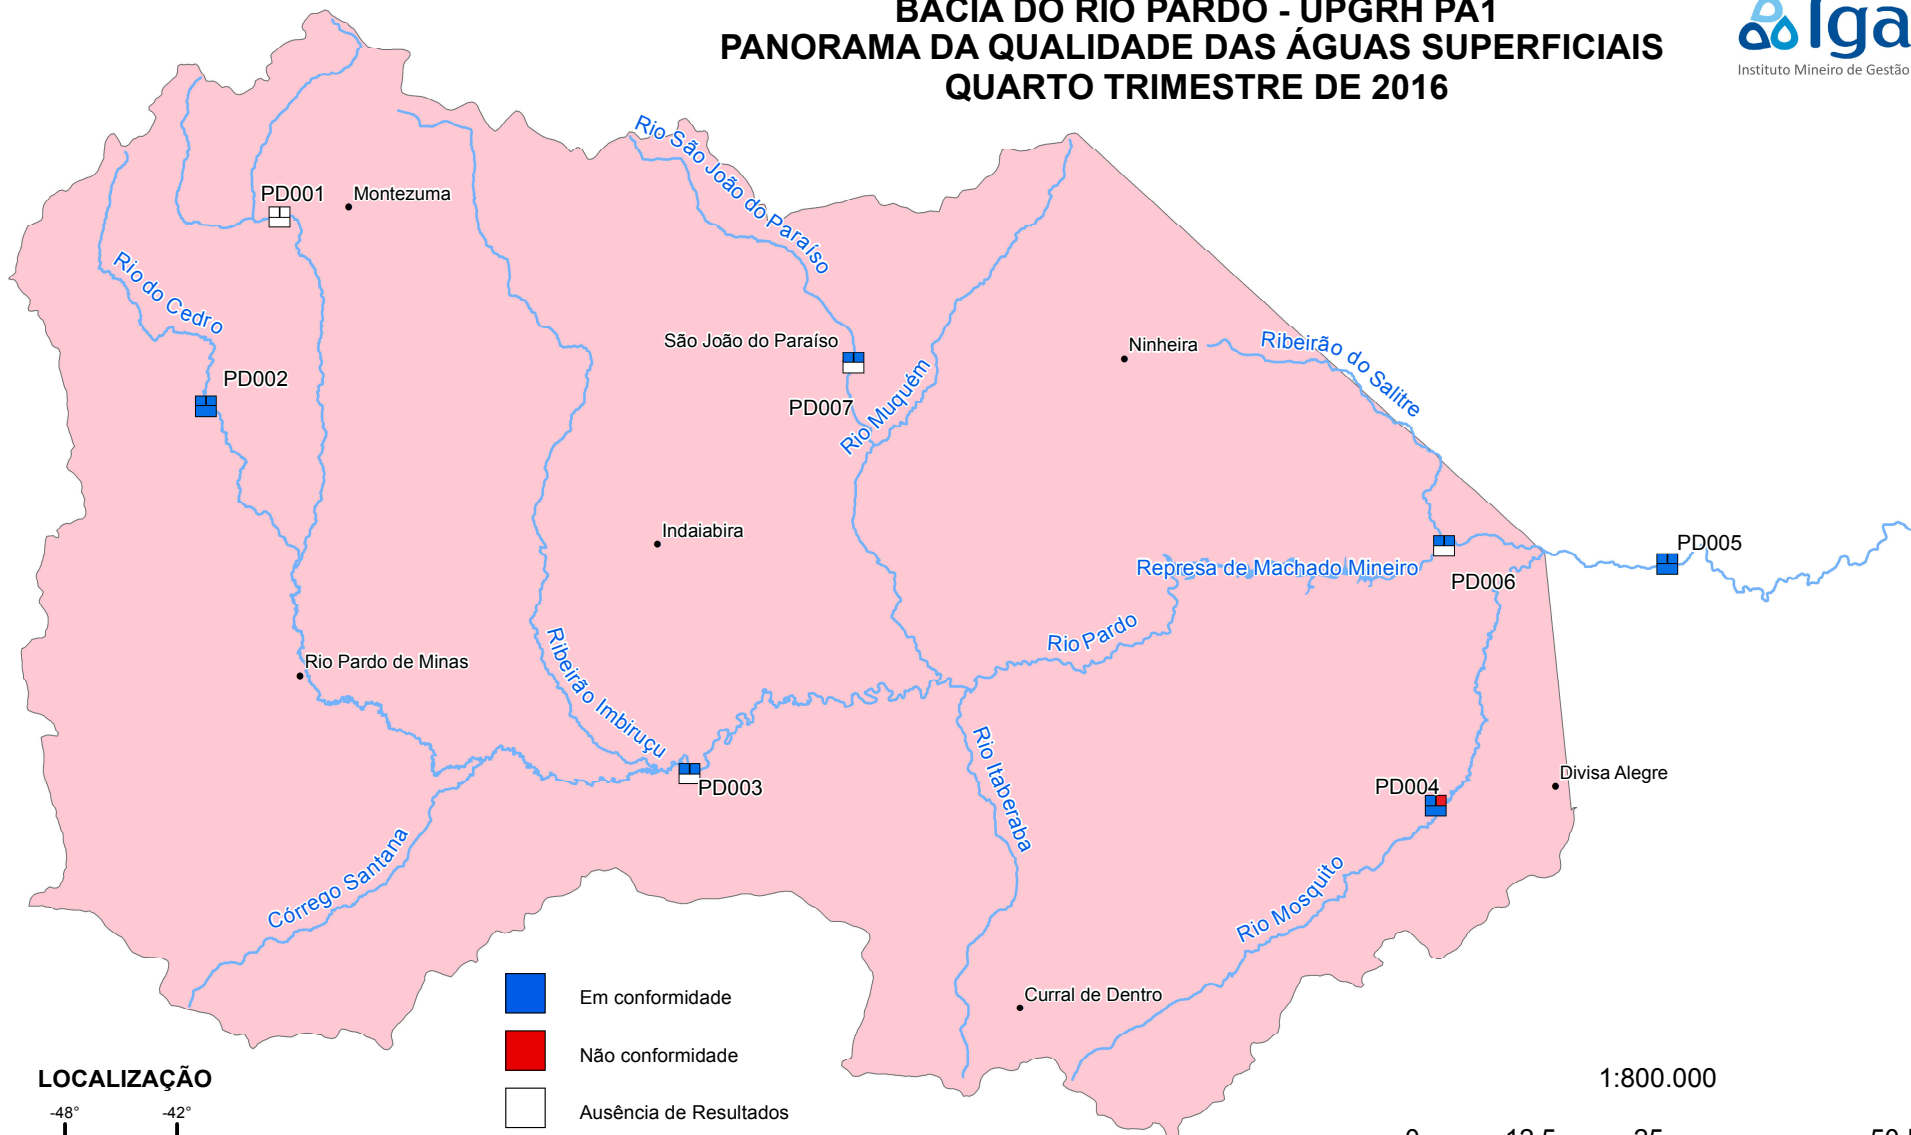 BACIA DO RIO PARDO - UPGRH PA1
PANORAMA DA QUALIDADE DAS ÁGUAS SUPERFICIAIS
QUARTO TRIMESTRE DE 2016
Iga
Instituto Mineiro de Gestão
Rio São João do Paraíso
PD001
Montezuma
Rio do Cedro
São João do Paraíso
Ninheira
Ribeirão do Salitre
PD002
PD007
Rio Muquém
Indaiabira
PD005
Represa de Machado Mineiro
PD006
Rio Pardo
Rio Pardo de Minas
Ribeirão Imbiruçu
Rio Itaberaba
PD003
PD004
Divisa Alegre
Córrego Santana
Rio Mosquito
Curral de Dentro
Em conformidade
Não conformidade
Ausência de Resultados
LOCALIZAÇÃO
-48°
-42°
1:800.000